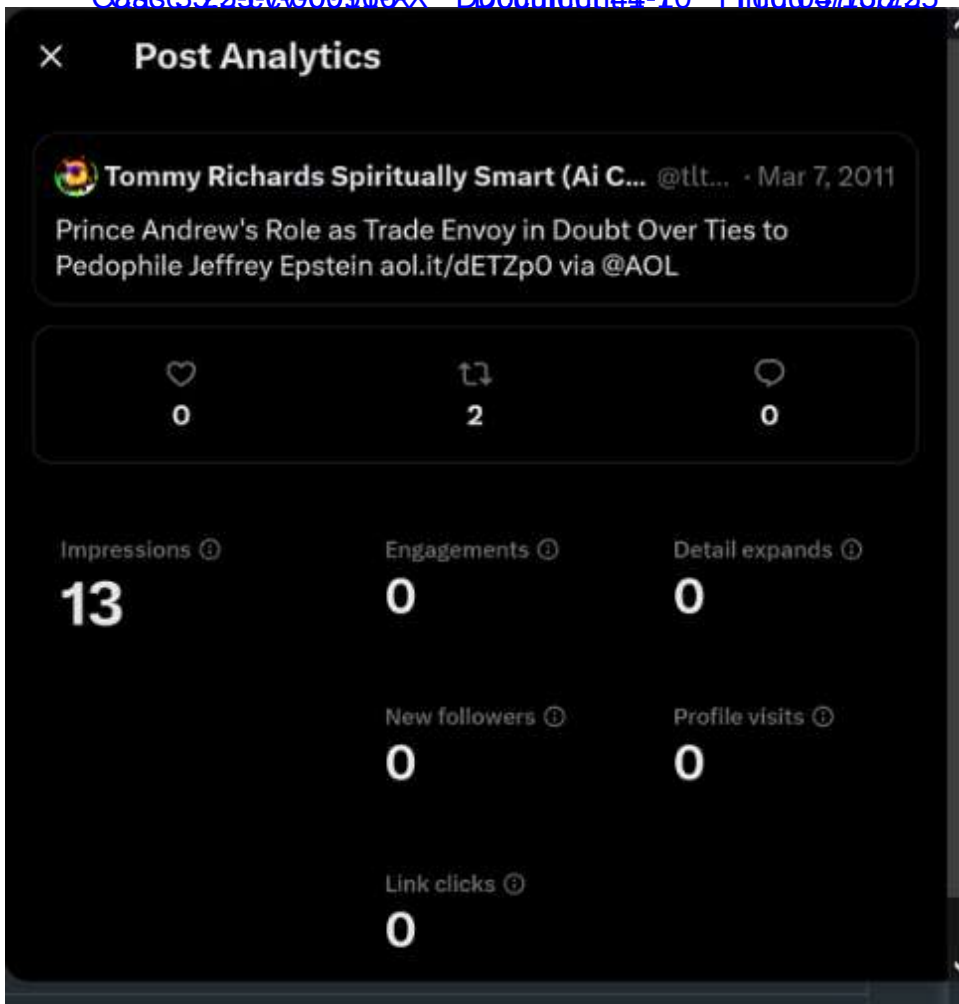 Post Analytics
Tommy Richards Spiritually Smart (Ai C... @tlt... · Mar 7, 2011
Prince Andrew's Role as Trade Envoy in Doubt Over Ties to
Pedophile Jeffrey Epstein aol.it/dETZp0 via @AOL
0 2 0
Impressions Engagements Detail expands
13 0 0
New followers Profile visits
0 0
Link clicks
0